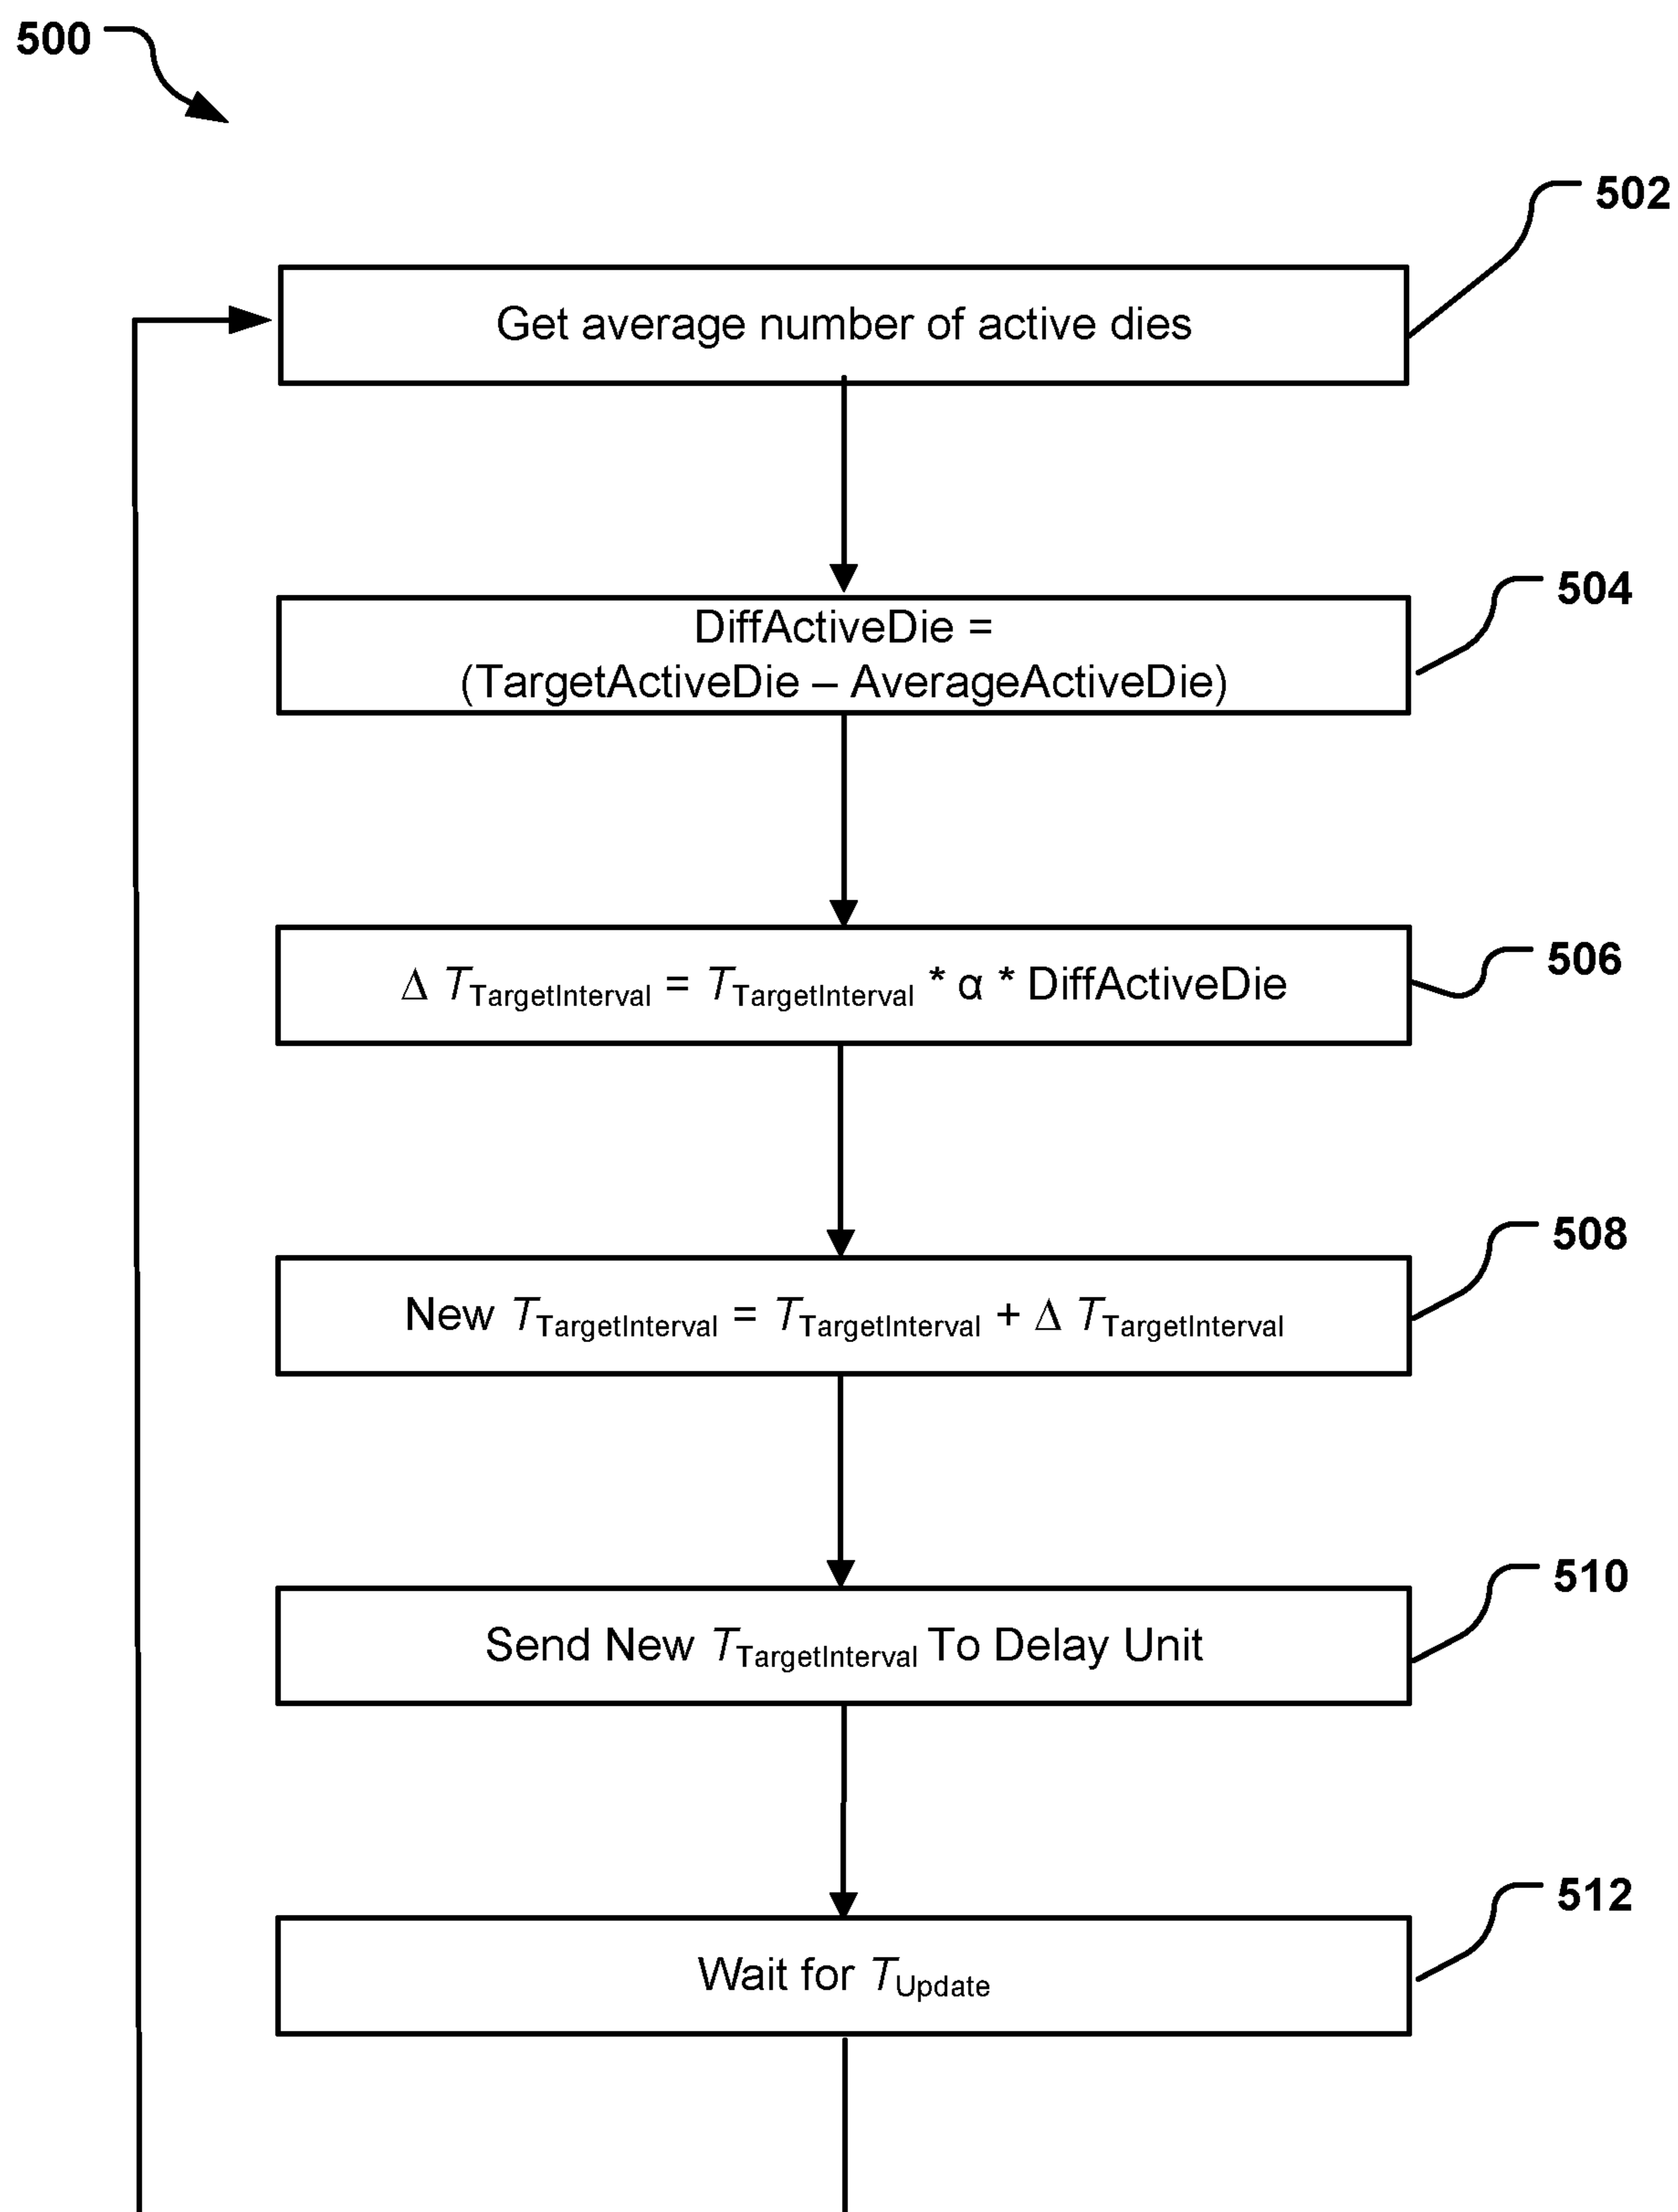 500
502
Get average number of active dies
504
DiffActiveDie =
(TargetActiveDie – AverageActiveDie)
506
Δ TTargetInterval = TTargetInterval * α * DiffActiveDie
508
New TTargetInterval = TTargetInterval + Δ TTargetInterval
510
Send New TTargetInterval To Delay Unit
512
Wait for TUpdate